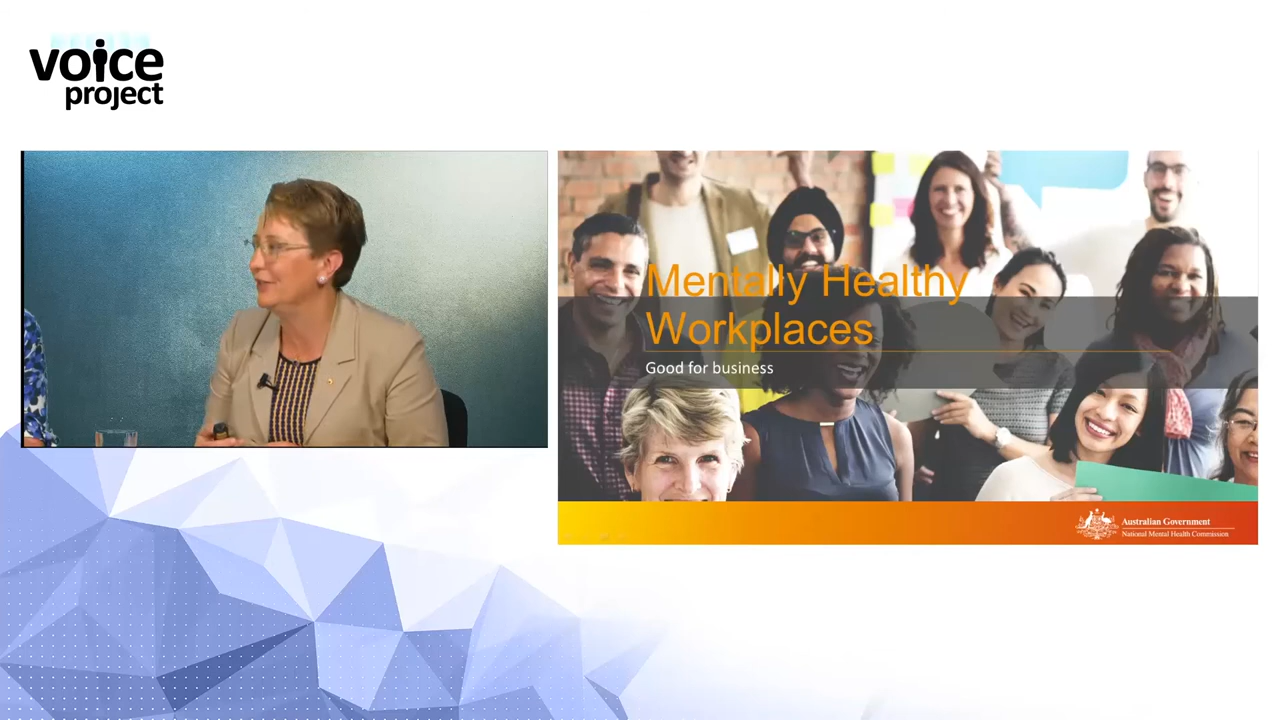 voice
project
Mentally Healthy
Workplaces
Good for business
Australian Government
National Mental Health Commission